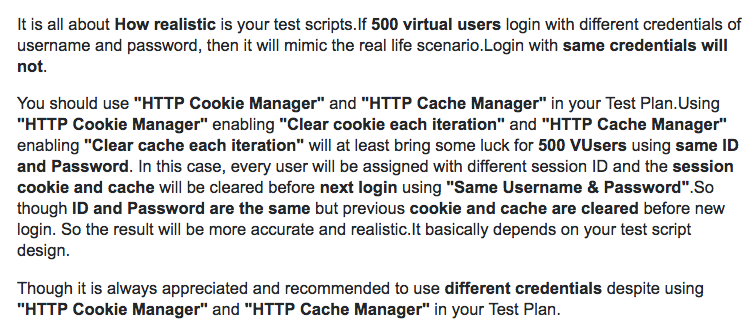 It is all about How realistic is your test scripts.If 500 virtual users login with different credentials of
username and password, then it will mimic the real life scenario.Login with same credentials will
not.
You should use "HTTP Cookie Manager" and "HTTP Cache Manager" in your Test Plan.Using
"HTTP Cookie Manager" enabling "Clear cookie each iteration" and "HTTP Cache Manager"
enabling "Clear cache each iteration" will at least bring some luck for 500 VUsers using same ID
and Password. In this case, every user will be assigned with different session ID and the session
cookie and cache will be cleared before next login using "Same Username & Password".So
though ID and Password are the same but previous cookie and cache are cleared before new
login. So the result will be more accurate and realistic.It basically depends on your test script
design.
Though it is always appreciated and recommended to use different credentials despite using
"HTTP Cookie Manager" and "HTTP Cache Manager" in your Test Plan.